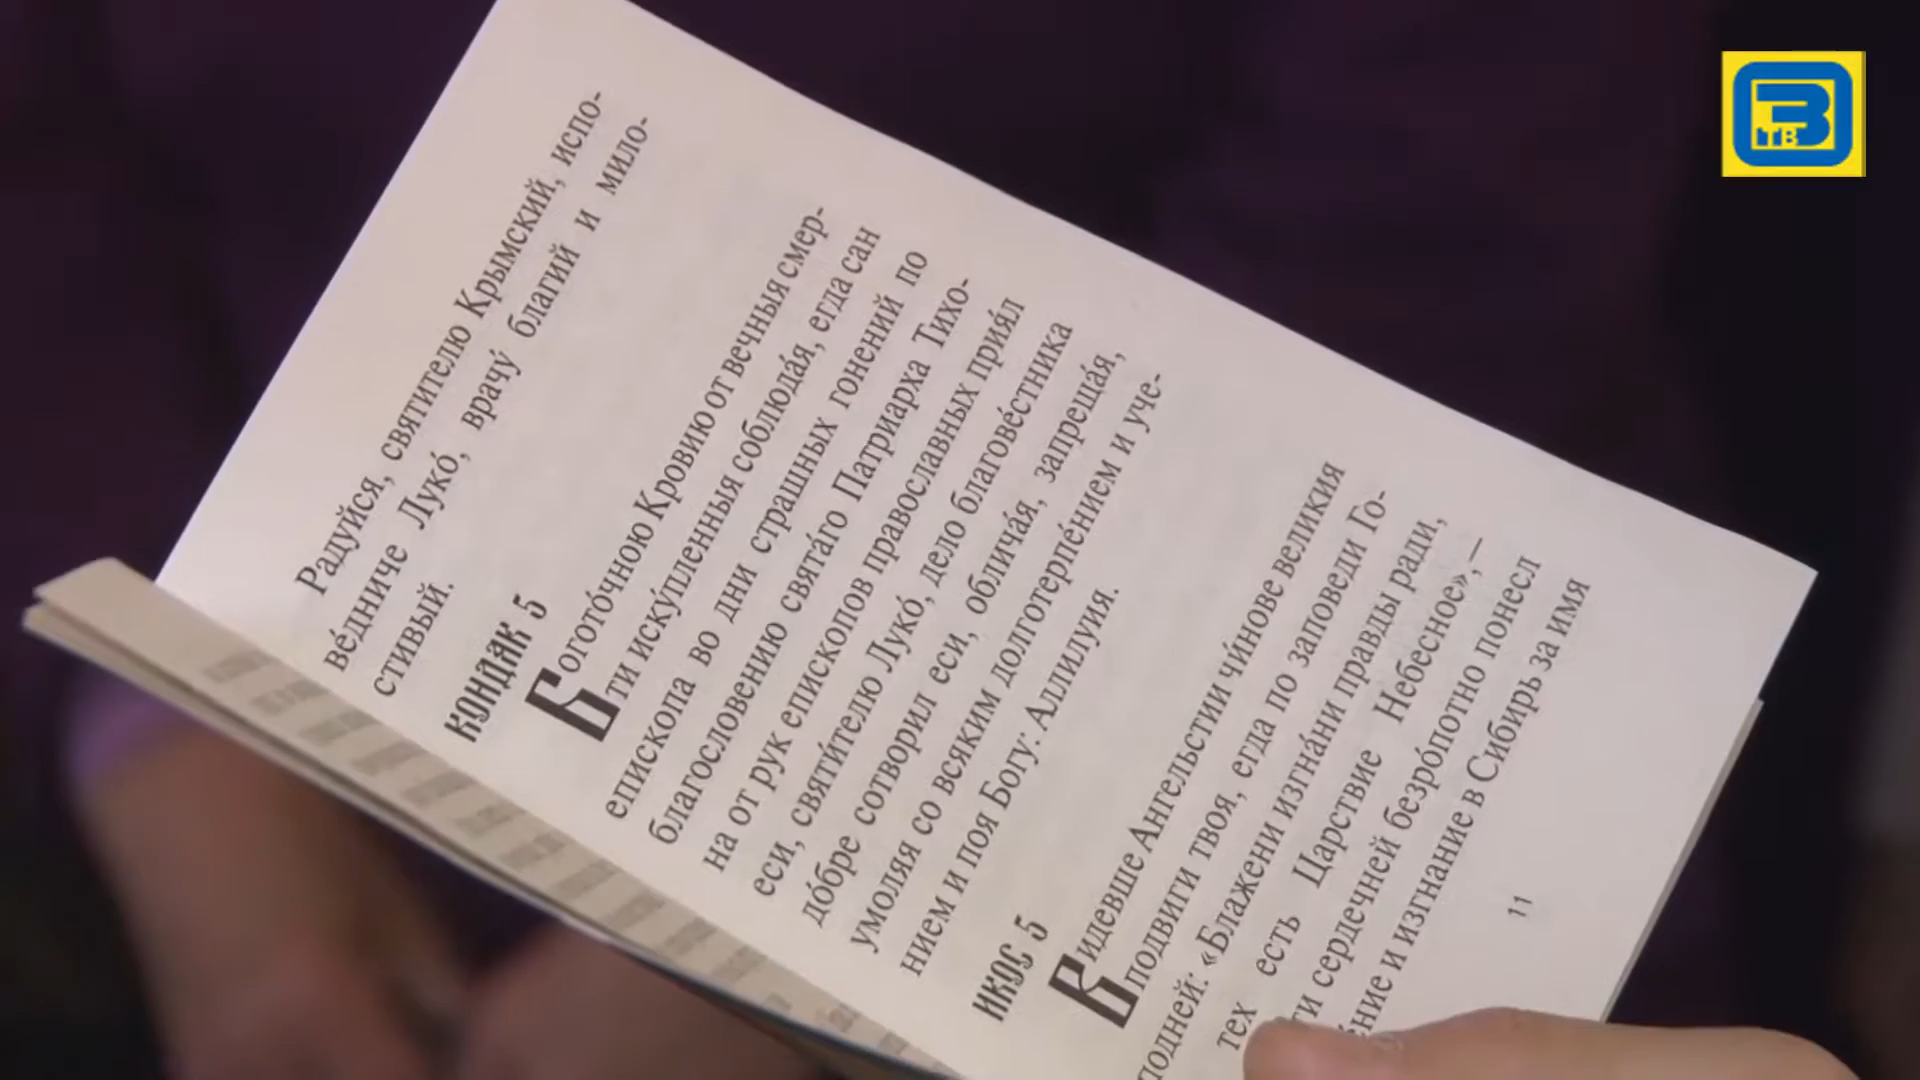 Радуйся, святителю Крымский, испо-
ве́дниче Луко́, врачу́ благий и мило-
стивый.
КОНДАК 5
Боготóчною Кровию от вечныя смер-
ти иску́пленныя соблюда́я, егда сан
епископа во дни страшных гонений по
благословению свята́го Патриарха Тихо-
на от рук епископов православных прия́л
еси, святи́телю Луко́, дело благове́стника
до́бре сотворил еси, облича́я, запреща́я,
умоляя со всяким долготерпе́нием и уче-
нием и поя Богу: Аллилуия.
ИКОС 5
Видевше Ангельстии чи́нове великия
подвиги твоя, егда по заповеди Го-
подней: «Блажени изгна́ни правды ради,
тех есть Царствие Небесное», —
ти сердечней безро́потно понесл
е́ние и изгнание в Сибирь за имя
11
ТВ 3